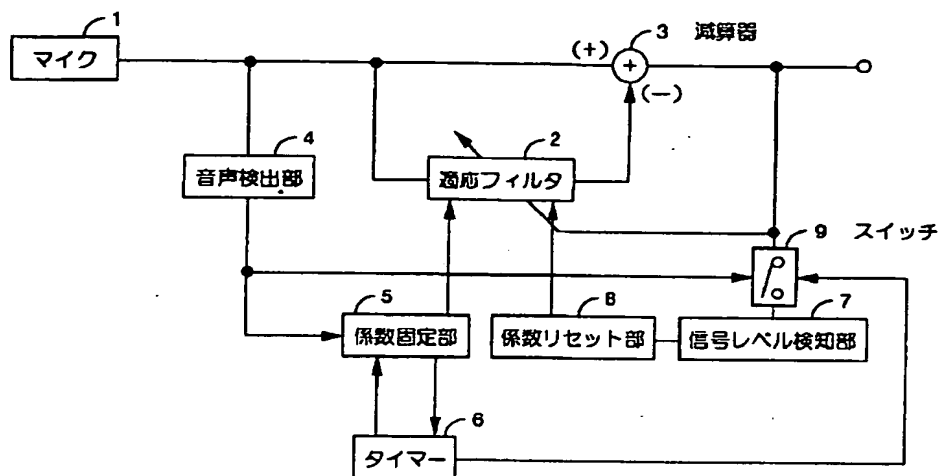 1
マイク
(+)
3 減算器
(−)
4
音声検出部
2
適応フィルタ
9 スイッチ
5
係数固定部
8
係数リセット部
7
信号レベル検知部
6
タイマー